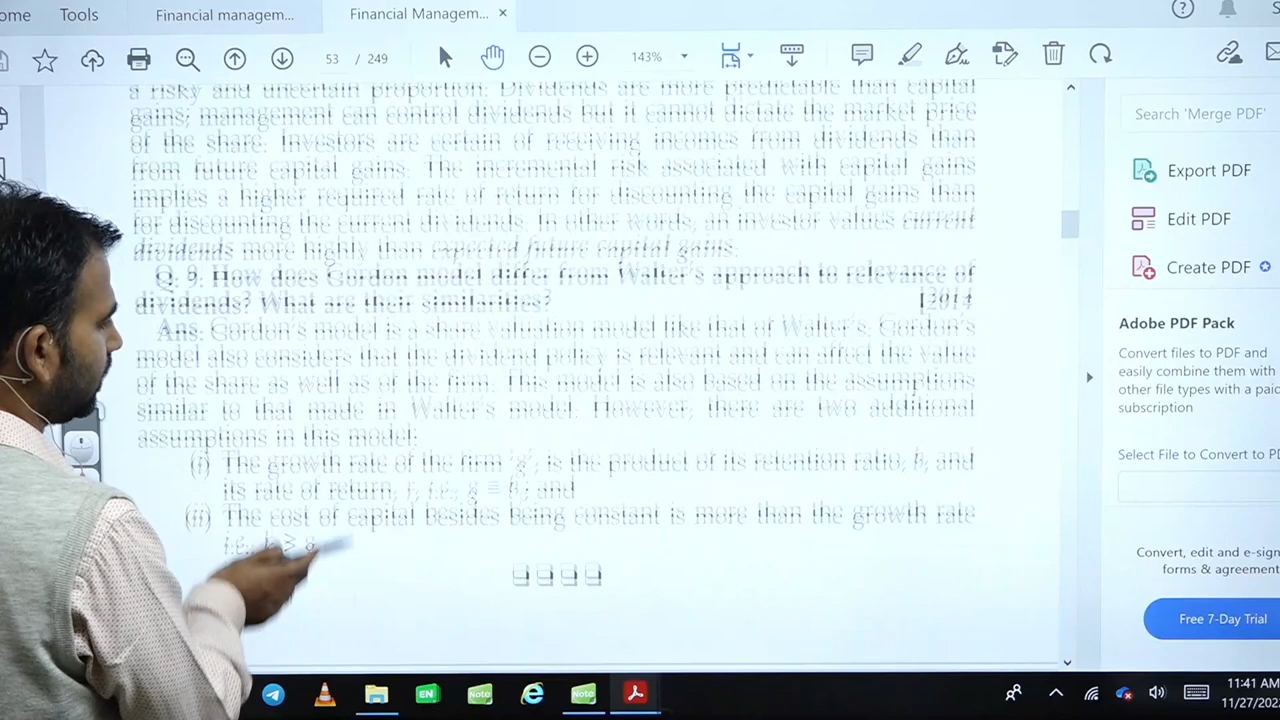 ome Tools Financial managem... Financial Managem... ×
53 / 249 143%
a risky and uncertain proportion. Dividends are more predictable than capital
gains; management can control dividends but it cannot dictate the market price
of the share. Investors are certain of receiving incomes from dividends than
from future capital gains. The incremental risk associated with capital gains
implies a higher required rate of return for discounting the capital gains than
for discounting the current dividends. In other words, an investor values current
dividends more highly than expected future capital gains.
Q. 9. How does Gordon model differ from Walter's approach to relevance of
dividends? What are their similarities? [2014
Ans. Gordon's model is a share valuation model like that of Walter's. Gordon's
model also considers that the dividend policy is relevant and can affect the value
of the share as well as of the firm. This model is also based on the assumptions
similar to that made in Walter's model. However, there are two additional
assumptions in this model:
(i) The growth rate of the firm 'g', is the product of its retention ratio, b, and
its rate of return, r, i.e., g = br; and
(ii) The cost of capital besides being constant is more than the growth rate
i.e. k > g.
Search 'Merge PDF'
Export PDF
Edit PDF
Create PDF
Adobe PDF Pack
Convert files to PDF and
easily combine them with
other file types with a paid
subscription
Select File to Convert to PD
Convert, edit and e-sign
forms & agreement
Free 7-Day Trial
EN Note Note
11:41 AM
11/27/202